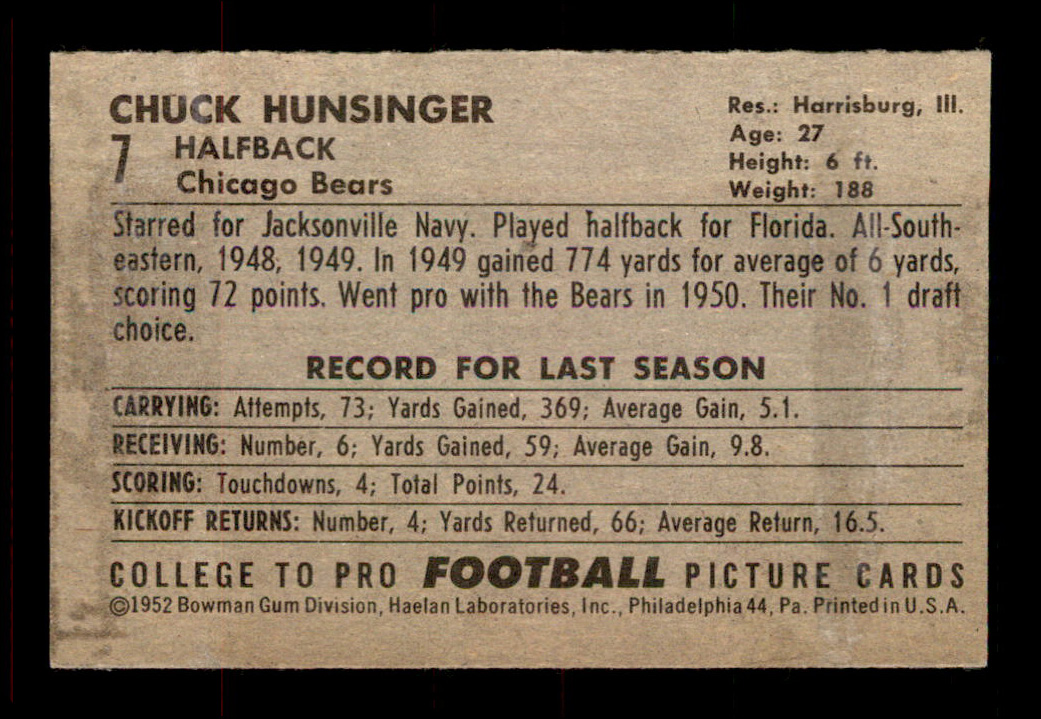 CHUCK HUNSINGER
7 HALFBACK
Chicago Bears
Res.: Harrisburg, Ill.
Age: 27
Height: 6 ft.
Weight: 188
Starred for Jacksonville Navy. Played halfback for Florida. All-South-
eastern, 1948, 1949. In 1949 gained 774 yards for average of 6 yards,
scoring 72 points. Went pro with the Bears in 1950. Their No. 1 draft
choice.
RECORD FOR LAST SEASON
CARRYING: Attempts, 73; Yards Gained, 369; Average Gain, 5.1.
RECEIVING: Number, 6; Yards Gained, 59; Average Gain, 9.8.
SCORING: Touchdowns, 4; Total Points, 24.
KICKOFF RETURNS: Number, 4; Yards Returned, 66; Average Return, 16.5.
COLLEGE TO PRO FOOTBALL PICTURE CARDS
©1952 Bowman Gum Division, Haelan Laboratories, Inc., Philadelphia 44, Pa. Printed in U.S.A.